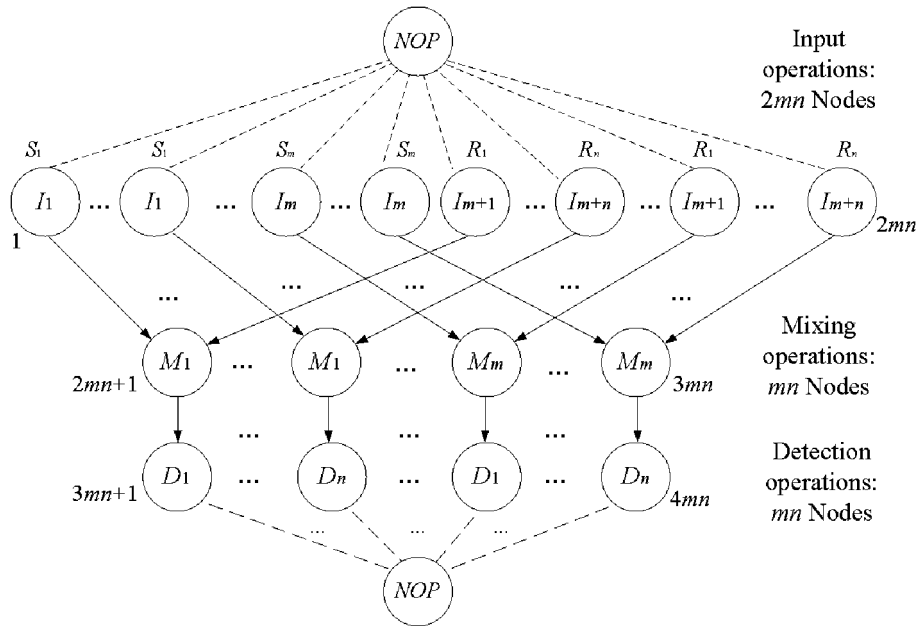 NOP
Input
operations:
2mn Nodes
S1 S1 Sm Sm R1 Rn R1 Rn
I1 ... I1 ... Im ... Im Im+1 ... Im+n ... Im+1 ... Im+n
1 2mn
... ... ... ...
M1 ... M1 ... Mm ... Mm
2mn+1 3mn
Mixing
operations:
mn Nodes
... ... ...
D1 ... Dn ... D1 ... Dn
3mn+1 4mn
Detection
operations:
mn Nodes
... ... ...
NOP